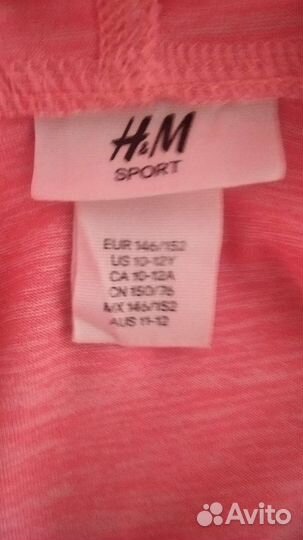 H&M
SPORT
EUR 146/152
US 10-12Y
CA 10-12A
CN 150/76
MX 146/152
AUS 11-12
Avito